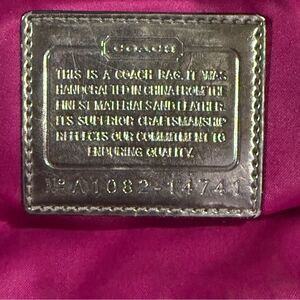 COACH
THIS IS A COACH BAG. IT WAS
HANDCRAFTED IN CHINA FROM THE
FINEST MATERIALS AND LEATHER.
ITS SUPERIOR CRAFTSMANSHIP
REFLECTS OUR COMMITMENT TO
ENDURING QUALITY.
Nº A1082-14741